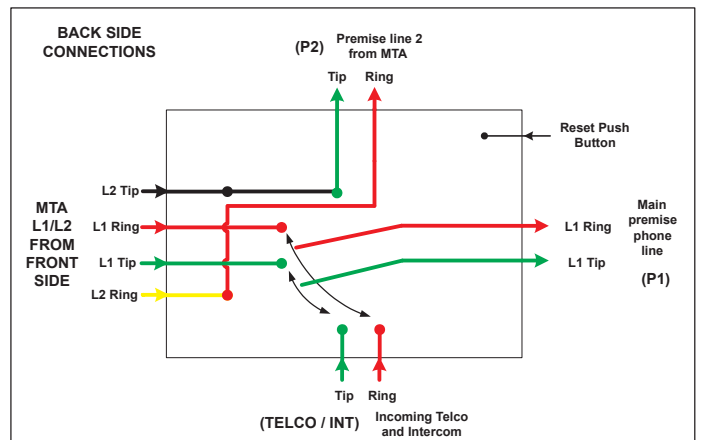 BACK SIDE
CONNECTIONS
(P2)
Premise line 2
from MTA
Tip
Ring
Reset Push
Button
MTA
L1/L2
FROM
FRONT
SIDE
L2 Tip
L1 Ring
L1 Tip
L2 Ring
L1 Ring
L1 Tip
Main
premise
phone
line
(P1)
Tip
Ring
(TELCO / INT)
Incoming Telco
and Intercom